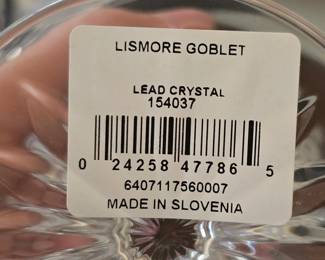 LISMORE GOBLET
LEAD CRYSTAL
154037
0 24258 47786 5
6407117560007
MADE IN SLOVENIA